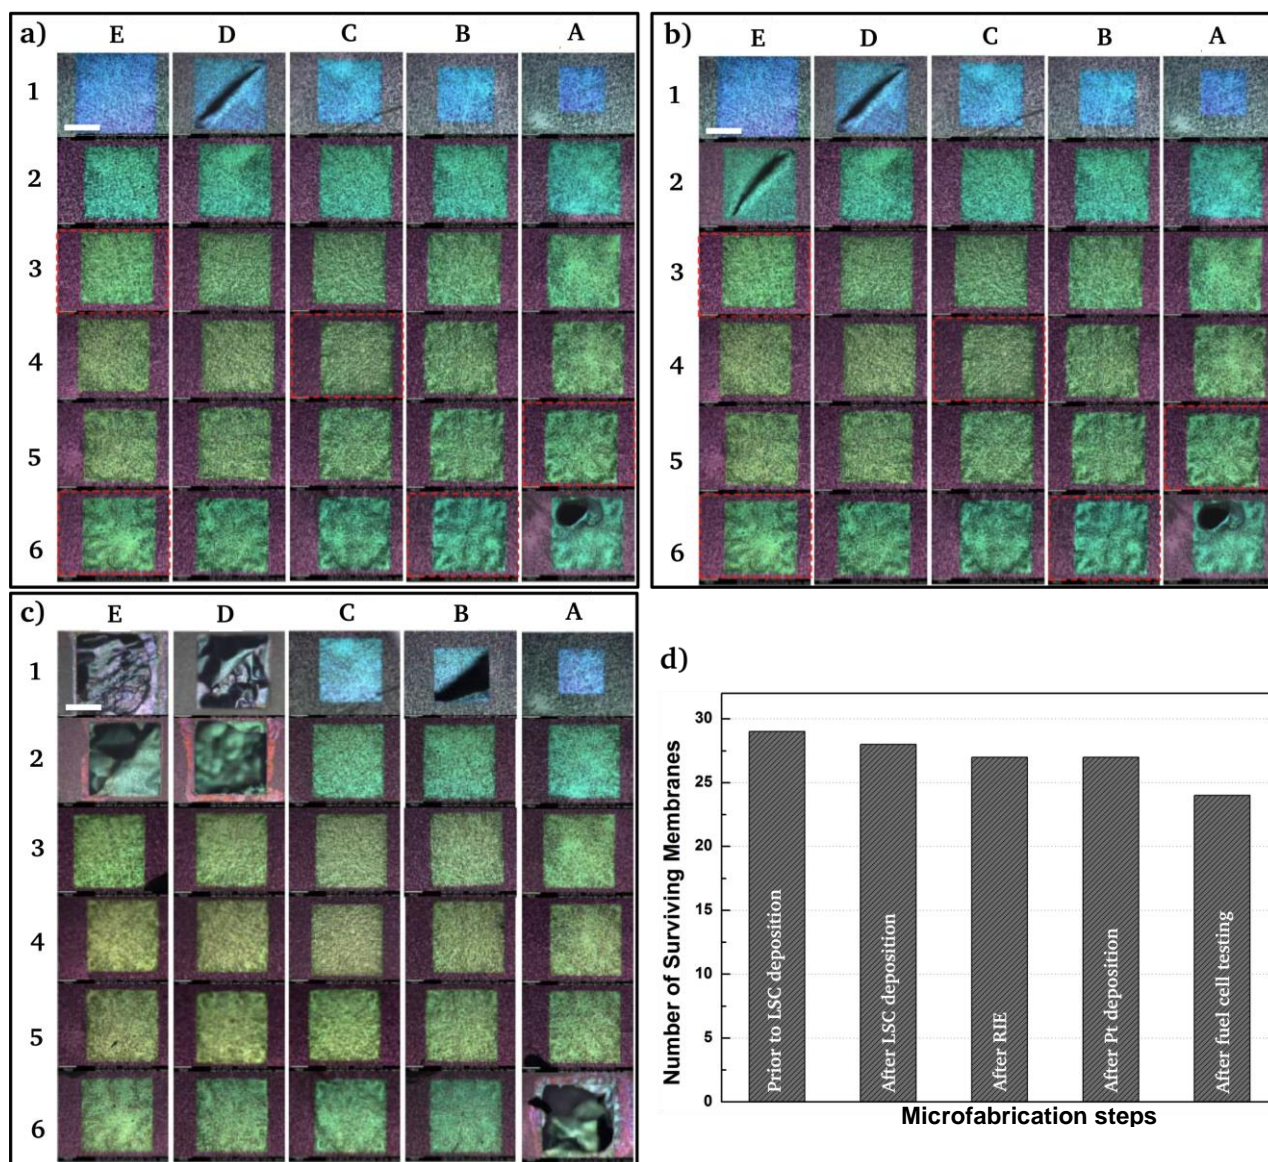 a)
E D C B A
1
2
3
4
5
6
b)
E D C B A
1
2
3
4
5
6
c)
E D C B A
1
2
3
4
5
6
d)
Number of Surviving Membranes
30
25
20
15
10
5
0
Prior to LSC deposition
After LSC deposition
After RIE
After Pt deposition
After fuel cell testing
Microfabrication steps